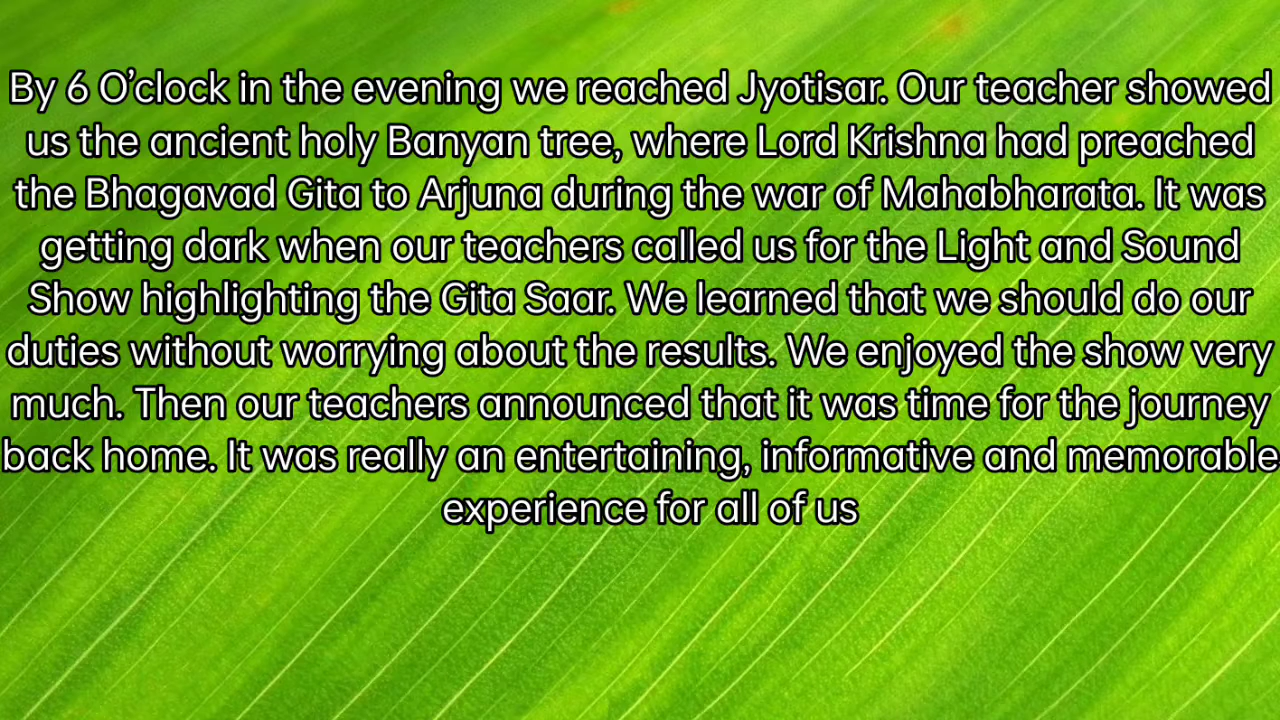 By 6 O’clock in the evening we reached Jyotisar. Our teacher showed
us the ancient holy Banyan tree, where Lord Krishna had preached
the Bhagavad Gita to Arjuna during the war of Mahabharata. It was
getting dark when our teachers called us for the Light and Sound
Show highlighting the Gita Saar. We learned that we should do our
duties without worrying about the results. We enjoyed the show very
much. Then our teachers announced that it was time for the journey
back home. It was really an entertaining, informative and memorable
experience for all of us